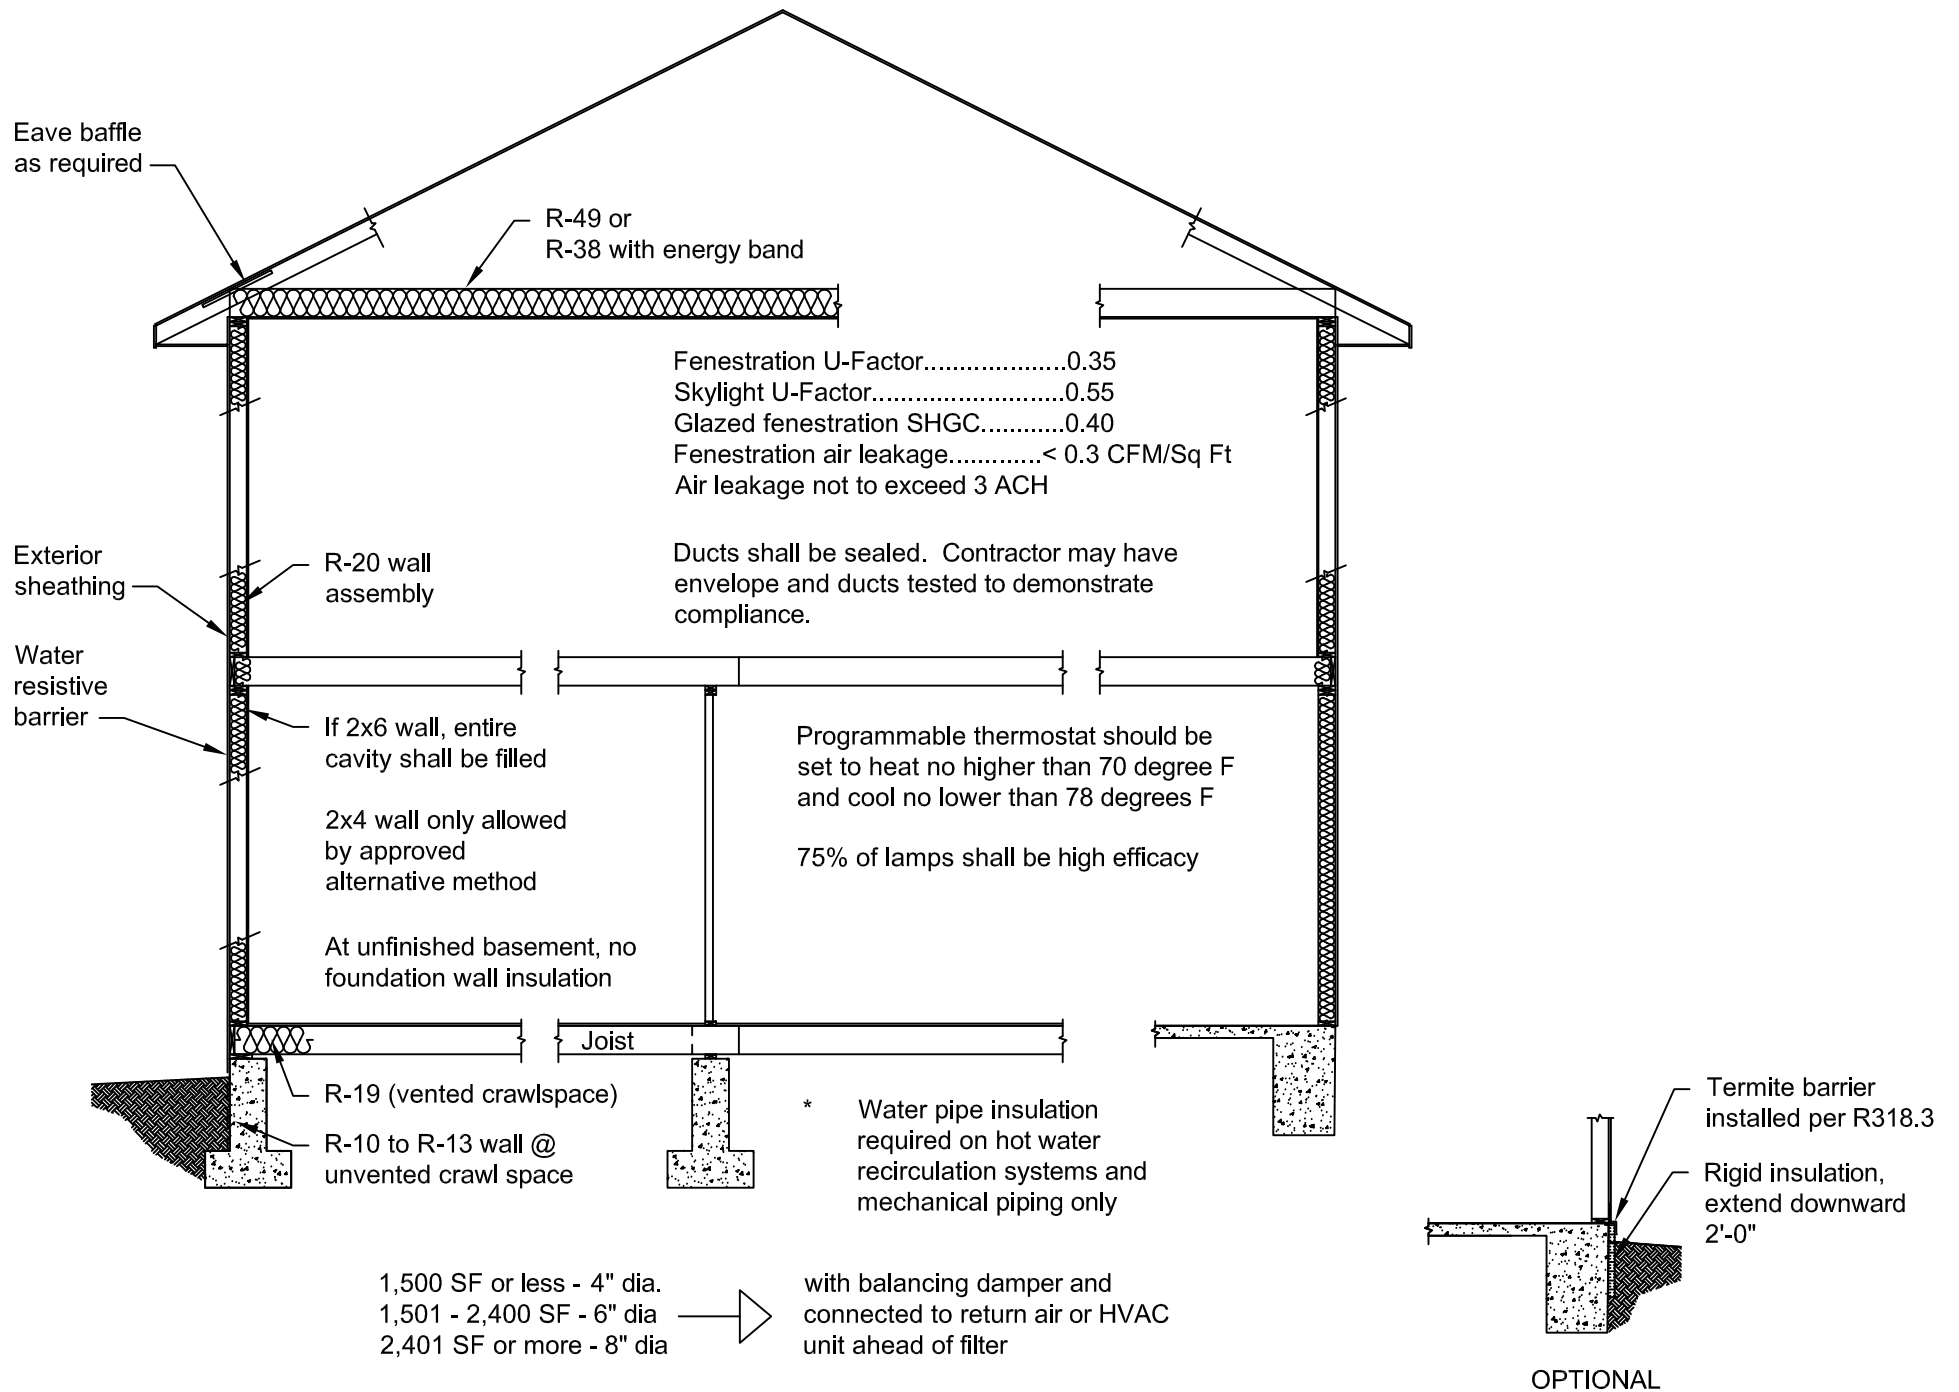 Eave baffle
as required
R-49 or
R-38 with energy band
Fenestration U-Factor...................0.35
Skylight U-Factor.........................0.55
Glazed fenestration SHGC...........0.40
Fenestration air leakage............< 0.3 CFM/Sq Ft
Air leakage not to exceed 3 ACH
Ducts shall be sealed. Contractor may have
envelope and ducts tested to demonstrate
compliance.
Exterior
sheathing
R-20 wall
assembly
Water
resistive
barrier
If 2x6 wall, entire
cavity shall be filled
2x4 wall only allowed
by approved
alternative method
At unfinished basement, no
foundation wall insulation
Programmable thermostat should be
set to heat no higher than 70 degree F
and cool no lower than 78 degrees F
75% of lamps shall be high efficacy
Joist
R-19 (vented crawlspace)
R-10 to R-13 wall @
unvented crawl space
* Water pipe insulation
required on hot water
recirculation systems and
mechanical piping only
Termite barrier
installed per R318.3
Rigid insulation,
extend downward
2'-0"
1,500 SF or less - 4" dia.
1,501 - 2,400 SF - 6" dia
2,401 SF or more - 8" dia
with balancing damper and
connected to return air or HVAC
unit ahead of filter
OPTIONAL